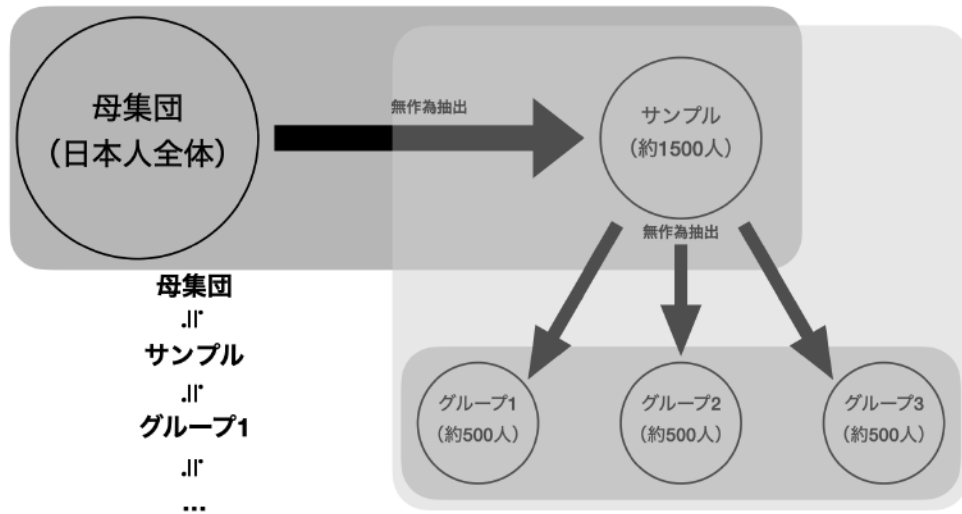 母集団
（日本人全体）
無作為抽出
サンプル
（約1500人）
無作為抽出
母集団
≒
サンプル
≒
グループ1
≒
...
グループ1
（約500人）
グループ2
（約500人）
グループ3
（約500人）